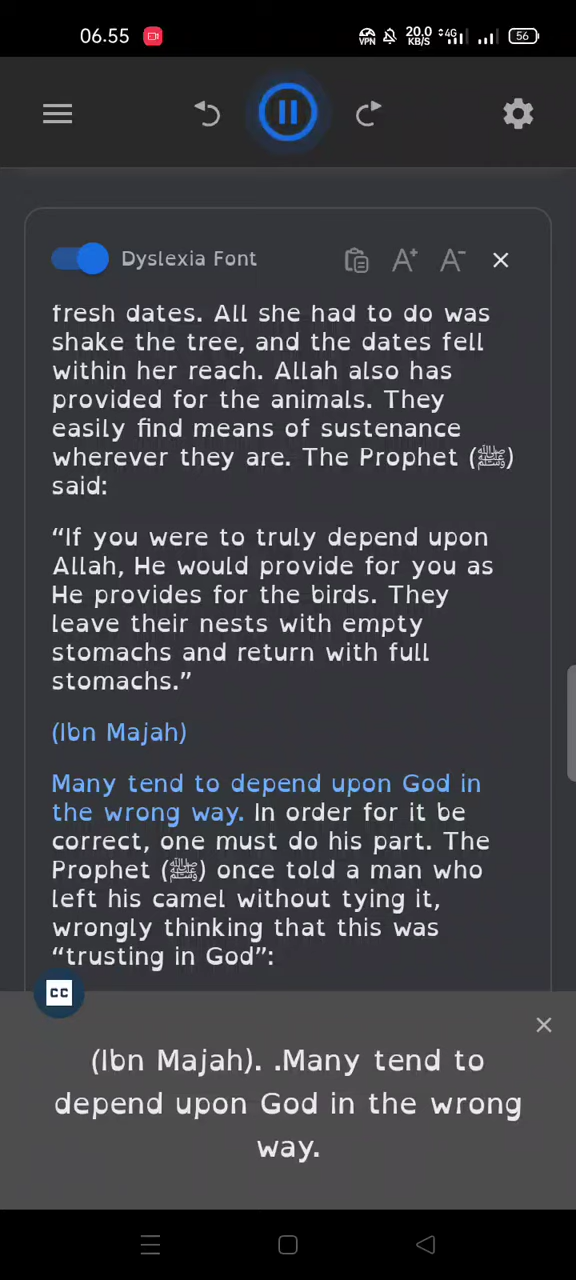 06.55
VPN
20.0
KB/S
4G
56
Dyslexia Font
A+
A-
fresh dates. All she had to do was
shake the tree, and the dates fell
within her reach. Allah also has
provided for the animals. They
easily find means of sustenance
wherever they are. The Prophet (ﷺ)
said:
“If you were to truly depend upon
Allah, He would provide for you as
He provides for the birds. They
leave their nests with empty
stomachs and return with full
stomachs.”
(Ibn Majah)
Many tend to depend upon God in
the wrong way. In order for it be
correct, one must do his part. The
Prophet (ﷺ) once told a man who
left his camel without tying it,
wrongly thinking that this was
“trusting in God”:
CC
(Ibn Majah). .Many tend to
depend upon God in the wrong
way.